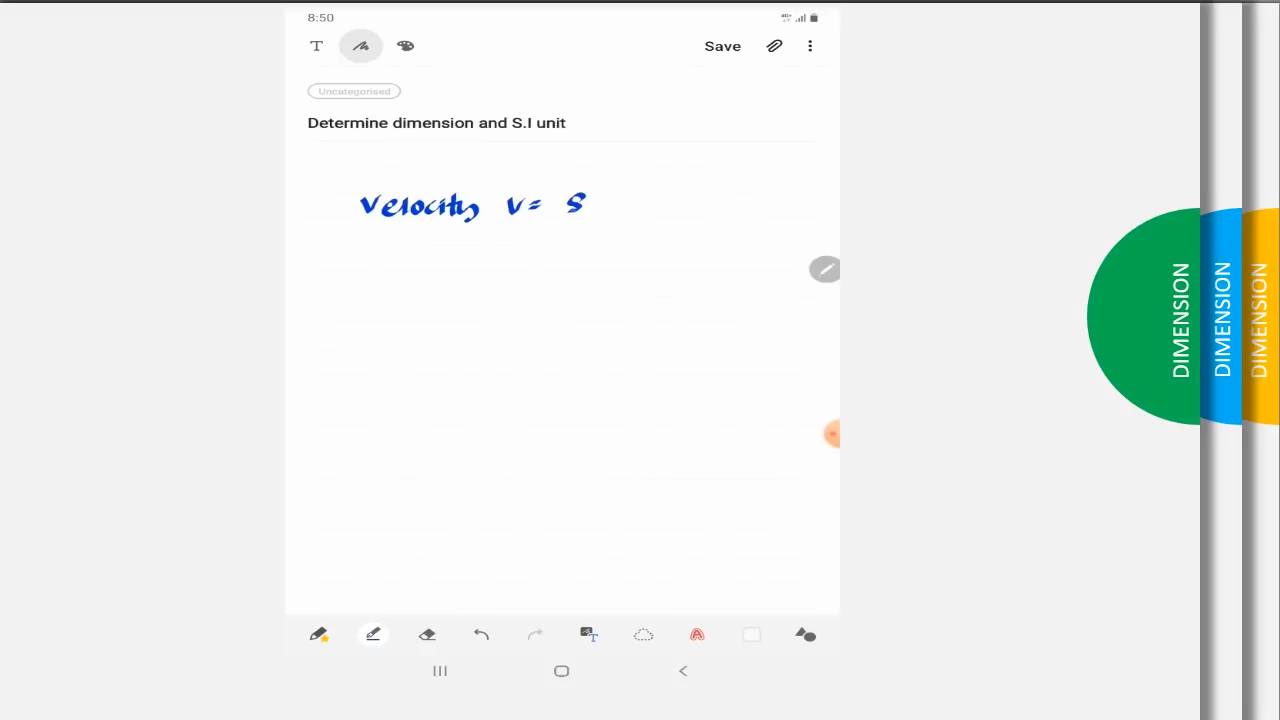 8:50
T
Save
Uncategorised
Determine dimension and S.I unit
Velocity v= s
DIMENSION
DIMENSION
DIMENSION